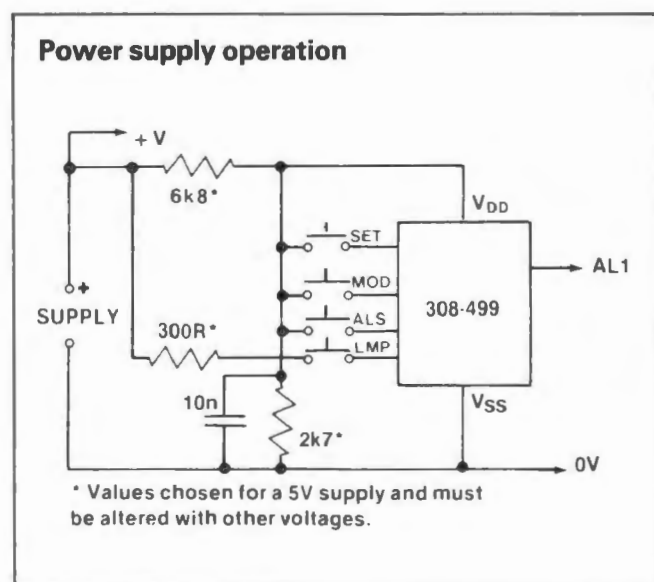 Power supply operation
+ V
6k8*
VDD
SET
MOD
AL1
+
SUPPLY
300R*
ALS
308-499
LMP
10n
VSS
2k7*
0V
* Values chosen for a 5V supply and must
be altered with other voltages.